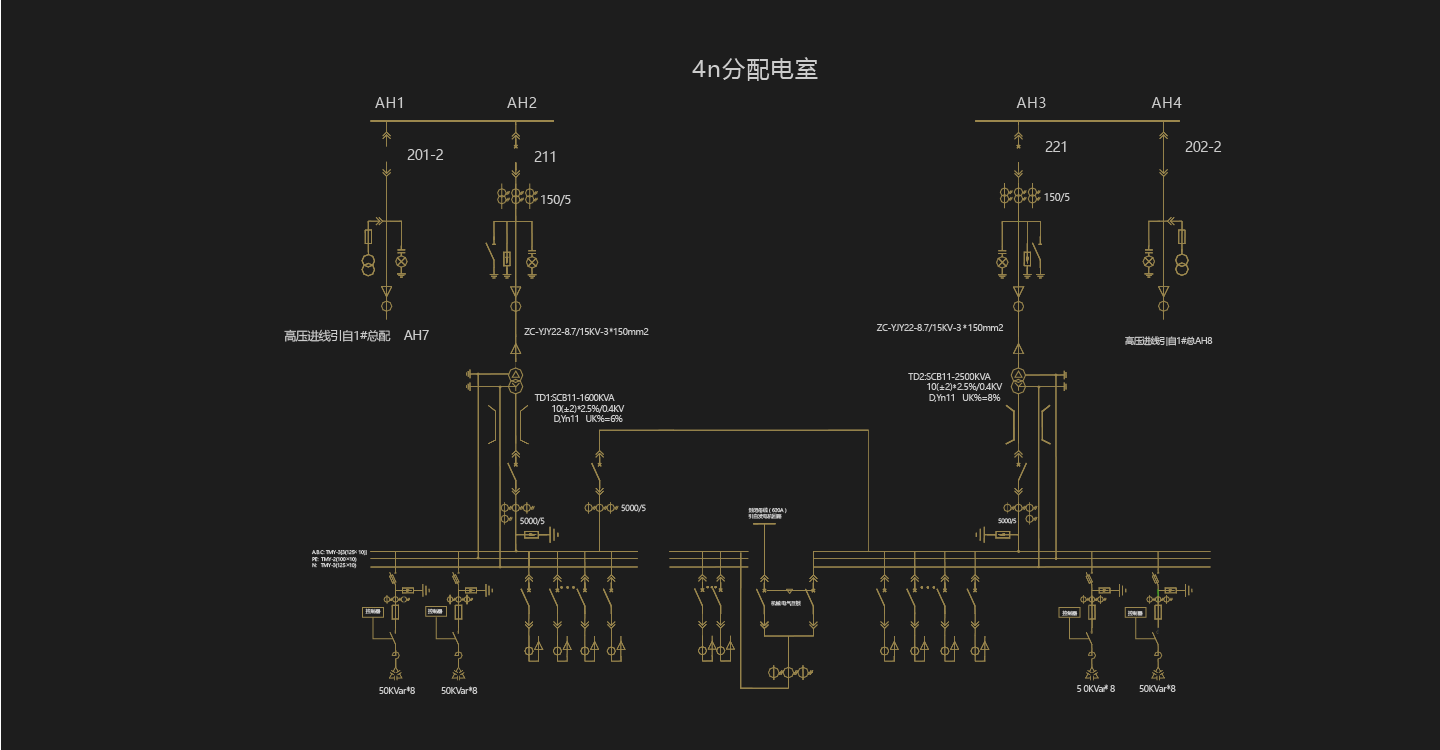 4n分配电室
AH1
AH2
AH3
AH4
201-2
211
221
202-2
150/5
150/5
高压进线引自1#总配 AH7
ZC-YJY22-8.7/15KV-3*150mm2
ZC-YJY22-8.7/15KV-3*150mm2
高压进线引自1#总AH8
TD1:SCB11-1600KVA
10(±2)*2.5%/0.4KV
D,Yn11 UK%=6%
TD2:SCB11-2500KVA
10(±2)*2.5%/0.4KV
D,Yn11 UK%=8%
5000/5
5000/5
5000/5
A.B.C: TMY-3[3(125×10)]
PE: TMY-2(100×10)
N: TMY-3(125×10)
控制器
控制器
机械电气互锁
控制器
控制器
50KVar*8
50KVar*8
5 0KVar* 8
50KVar*8